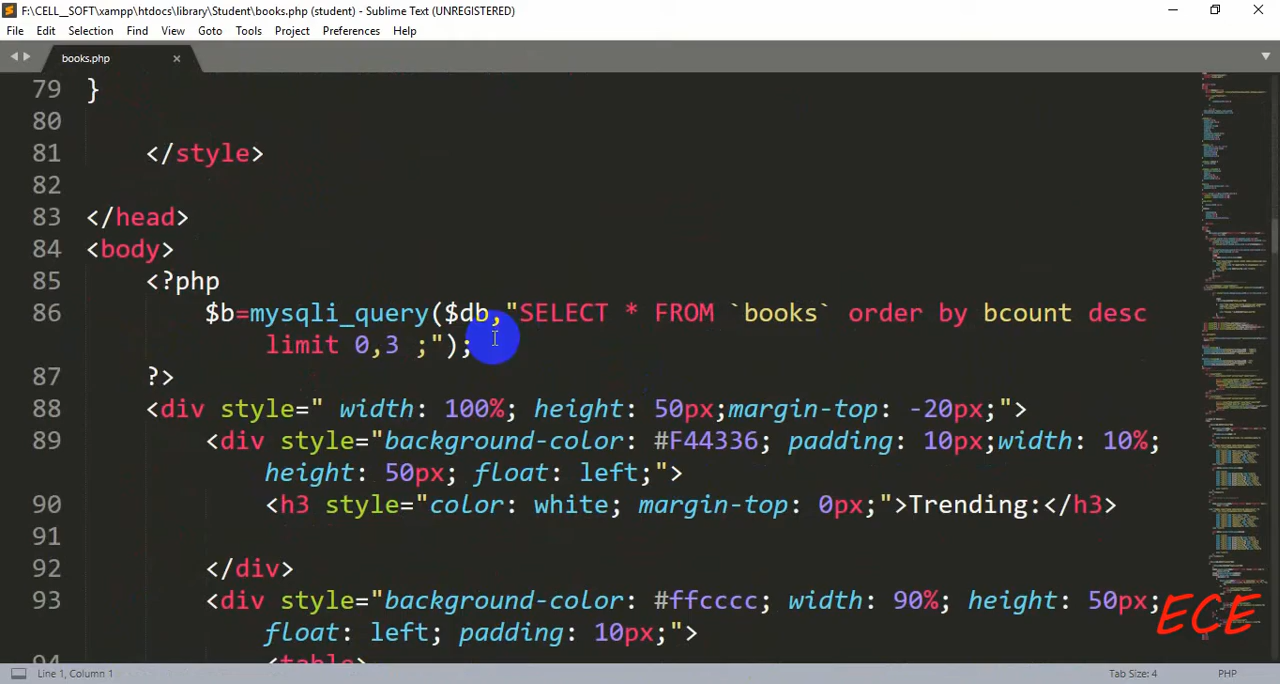 F:\CELL__SOFT\xampp\htdocs\library\Student\books.php (student) - Sublime Text (UNREGISTERED)
File Edit Selection Find View Goto Tools Project Preferences Help
books.php
79 }
80
81 </style>
82
83 </head>
84 <body>
85 <?php
86 $b=mysqli_query($db,"SELECT * FROM `books` order by bcount desc
limit 0,3 ;");
87 ?>
88 <div style=" width: 100%; height: 50px;margin-top: -20px;">
89 <div style="background-color: #F44336; padding: 10px;width: 10%;
height: 50px; float: left;">
90 <h3 style="color: white; margin-top: 0px;">Trending:</h3>
91
92 </div>
93 <div style="background-color: #ffcccc; width: 90%; height: 50px;
float: left; padding: 10px;">
94 <table>
ECE
Line 1, Column 1
Tab Size: 4
PHP